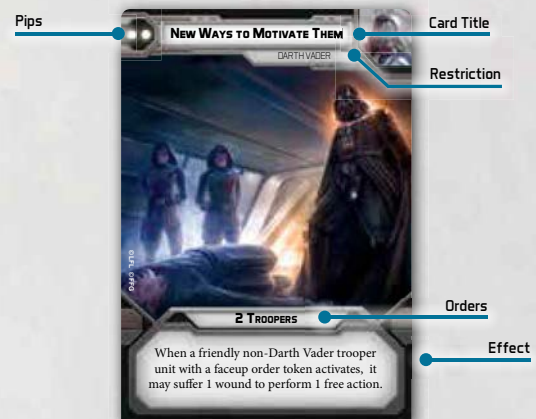 Pips
Card Title
NEW WAYS TO MOTIVATE THEM
DARTH VADER
Restriction
©LFL ©FFG
2 TROOPERS
Orders
Effect
When a friendly non-Darth Vader trooper
unit with a faceup order token activates, it
may suffer 1 wound to perform 1 free action.